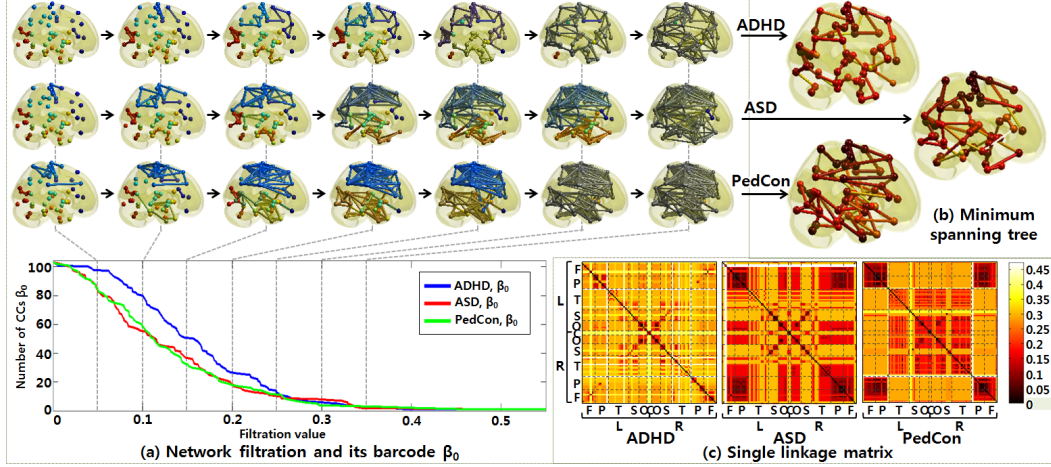 ADHD
ASD
PedCon
(b) Minimum
spanning tree
100
80
60
40
20
0
Number of CCs, β₀
0
0.1
0.2
0.3
0.4
0.5
Filtration value
ADHD, β₀
ASD, β₀
PedCon, β₀
(a) Network filtration and its barcode β₀
F
P
L
T
S
O
O
S
R
T
P
F
F P T S O O S T P F
L R
ADHD
F P T S O O S T P F
L R
ASD
F P T S O O S T P F
L R
PedCon
0.45
0.4
0.35
0.3
0.25
0.2
0.15
0.1
0.05
0
(c) Single linkage matrix